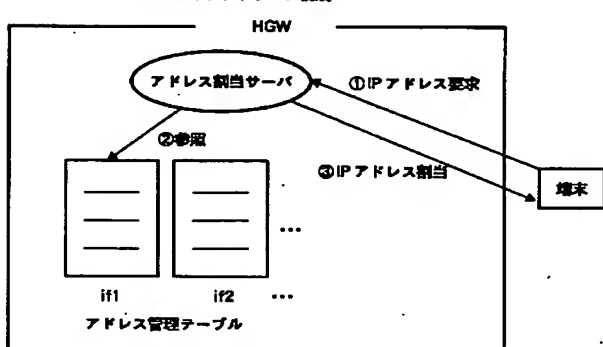 HGW
アドレス割当サーバ
①IPアドレス要求
②参照
③IPアドレス割当
端末
...
if1 if2 ...
アドレス管理テーブル